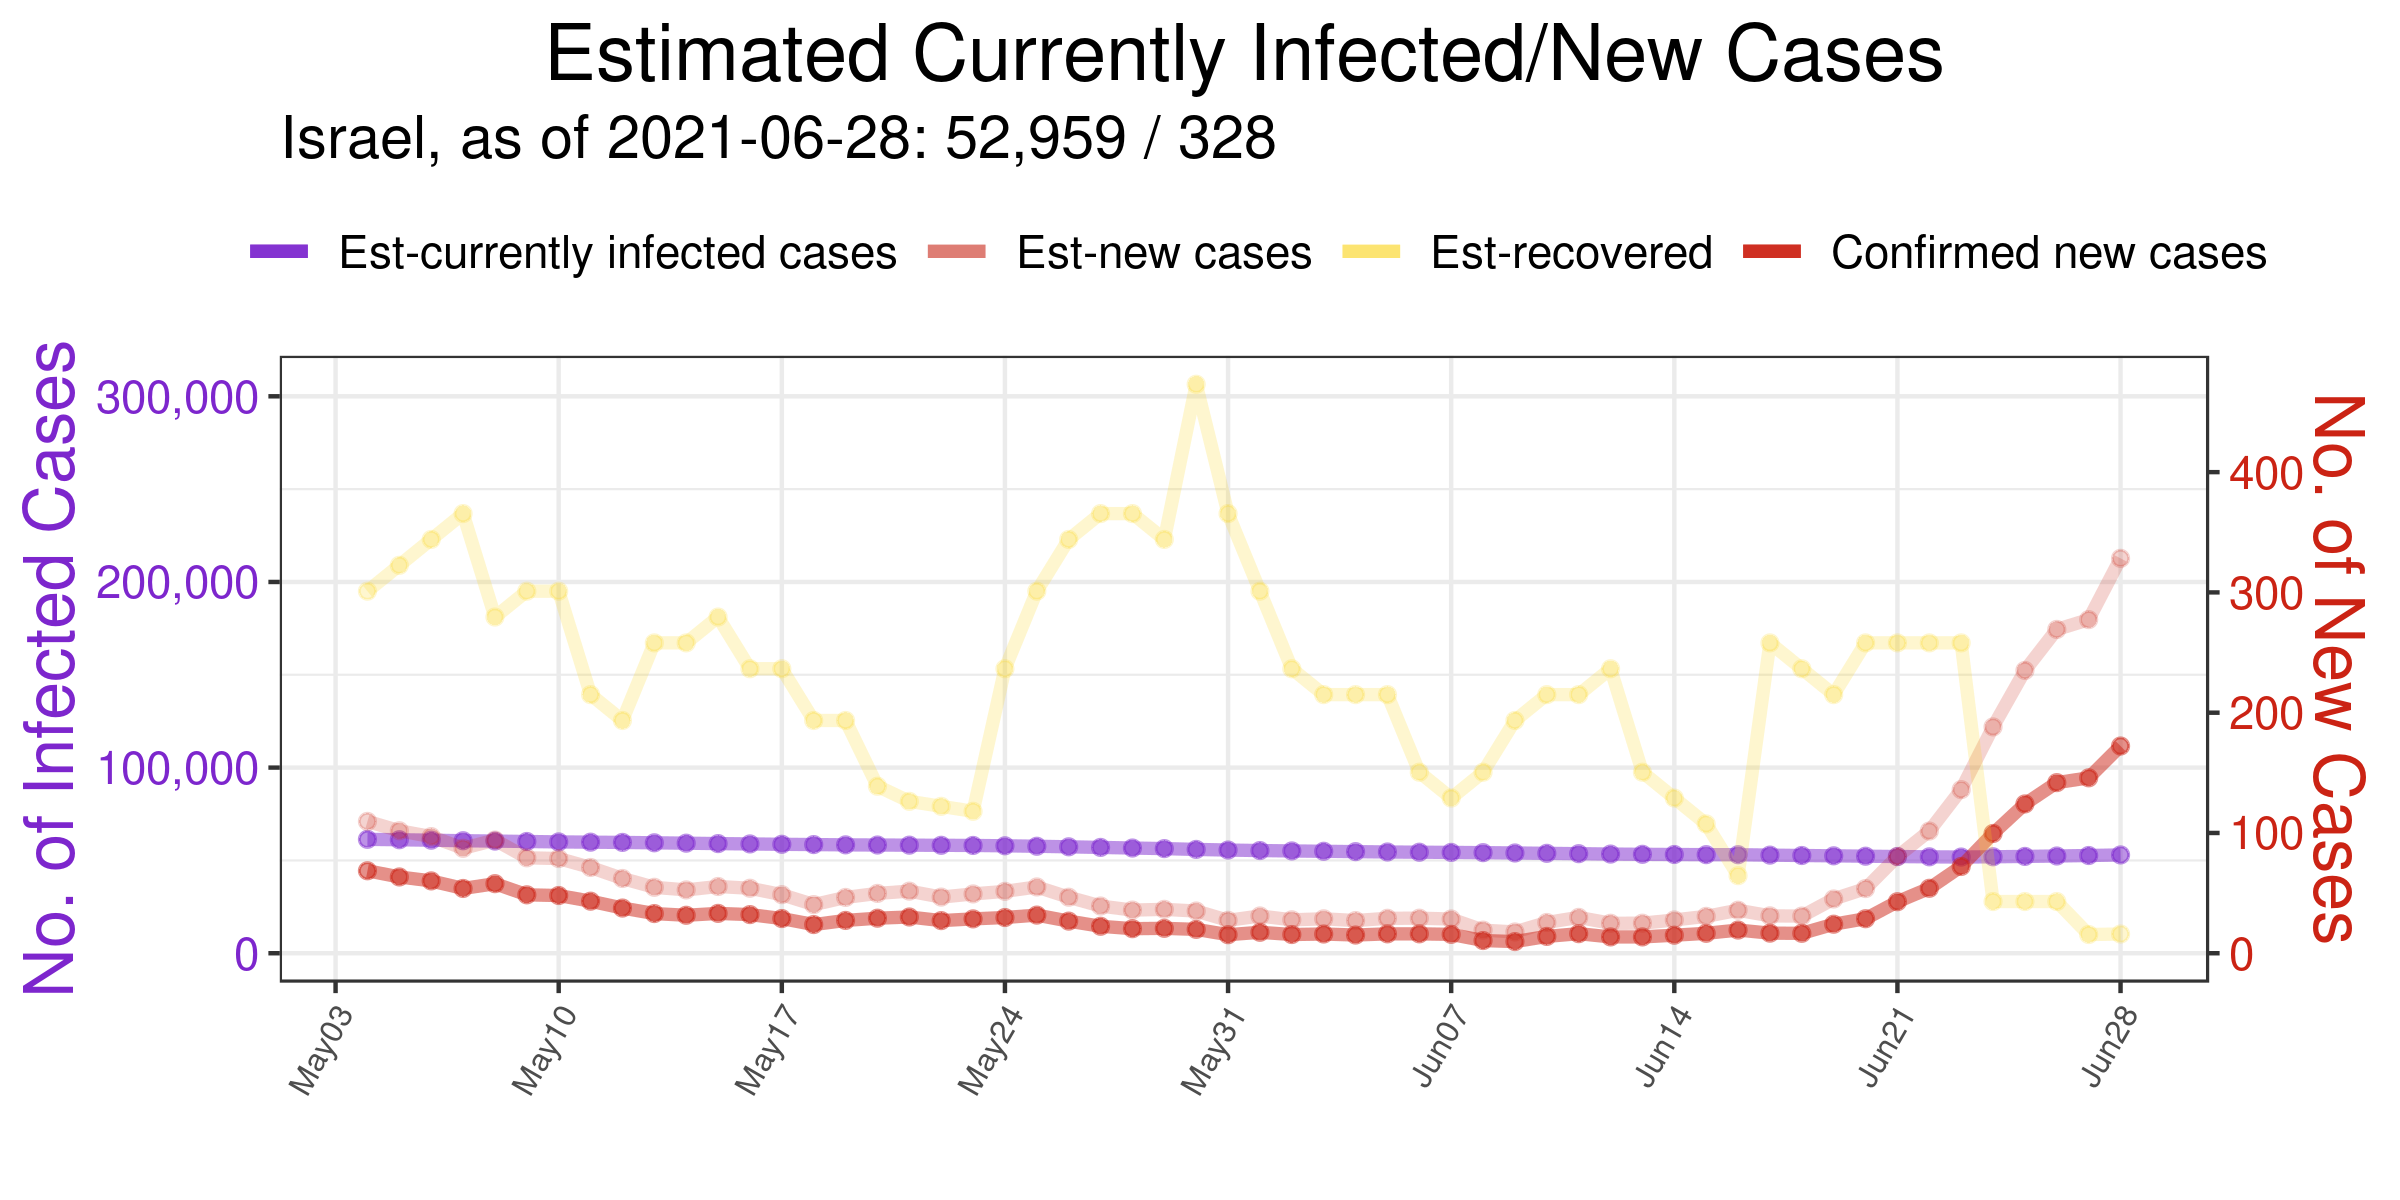 Estimated Currently Infected/New Cases
Israel, as of 2021-06-28: 52,959 / 328
Est-currently infected cases Est-new cases Est-recovered Confirmed new cases
No. of Infected Cases
300,000
200,000
100,000
0
400
300
200
100
0
No. of New Cases
May03 May10 May17 May24 May31 Jun07 Jun14 Jun21 Jun28